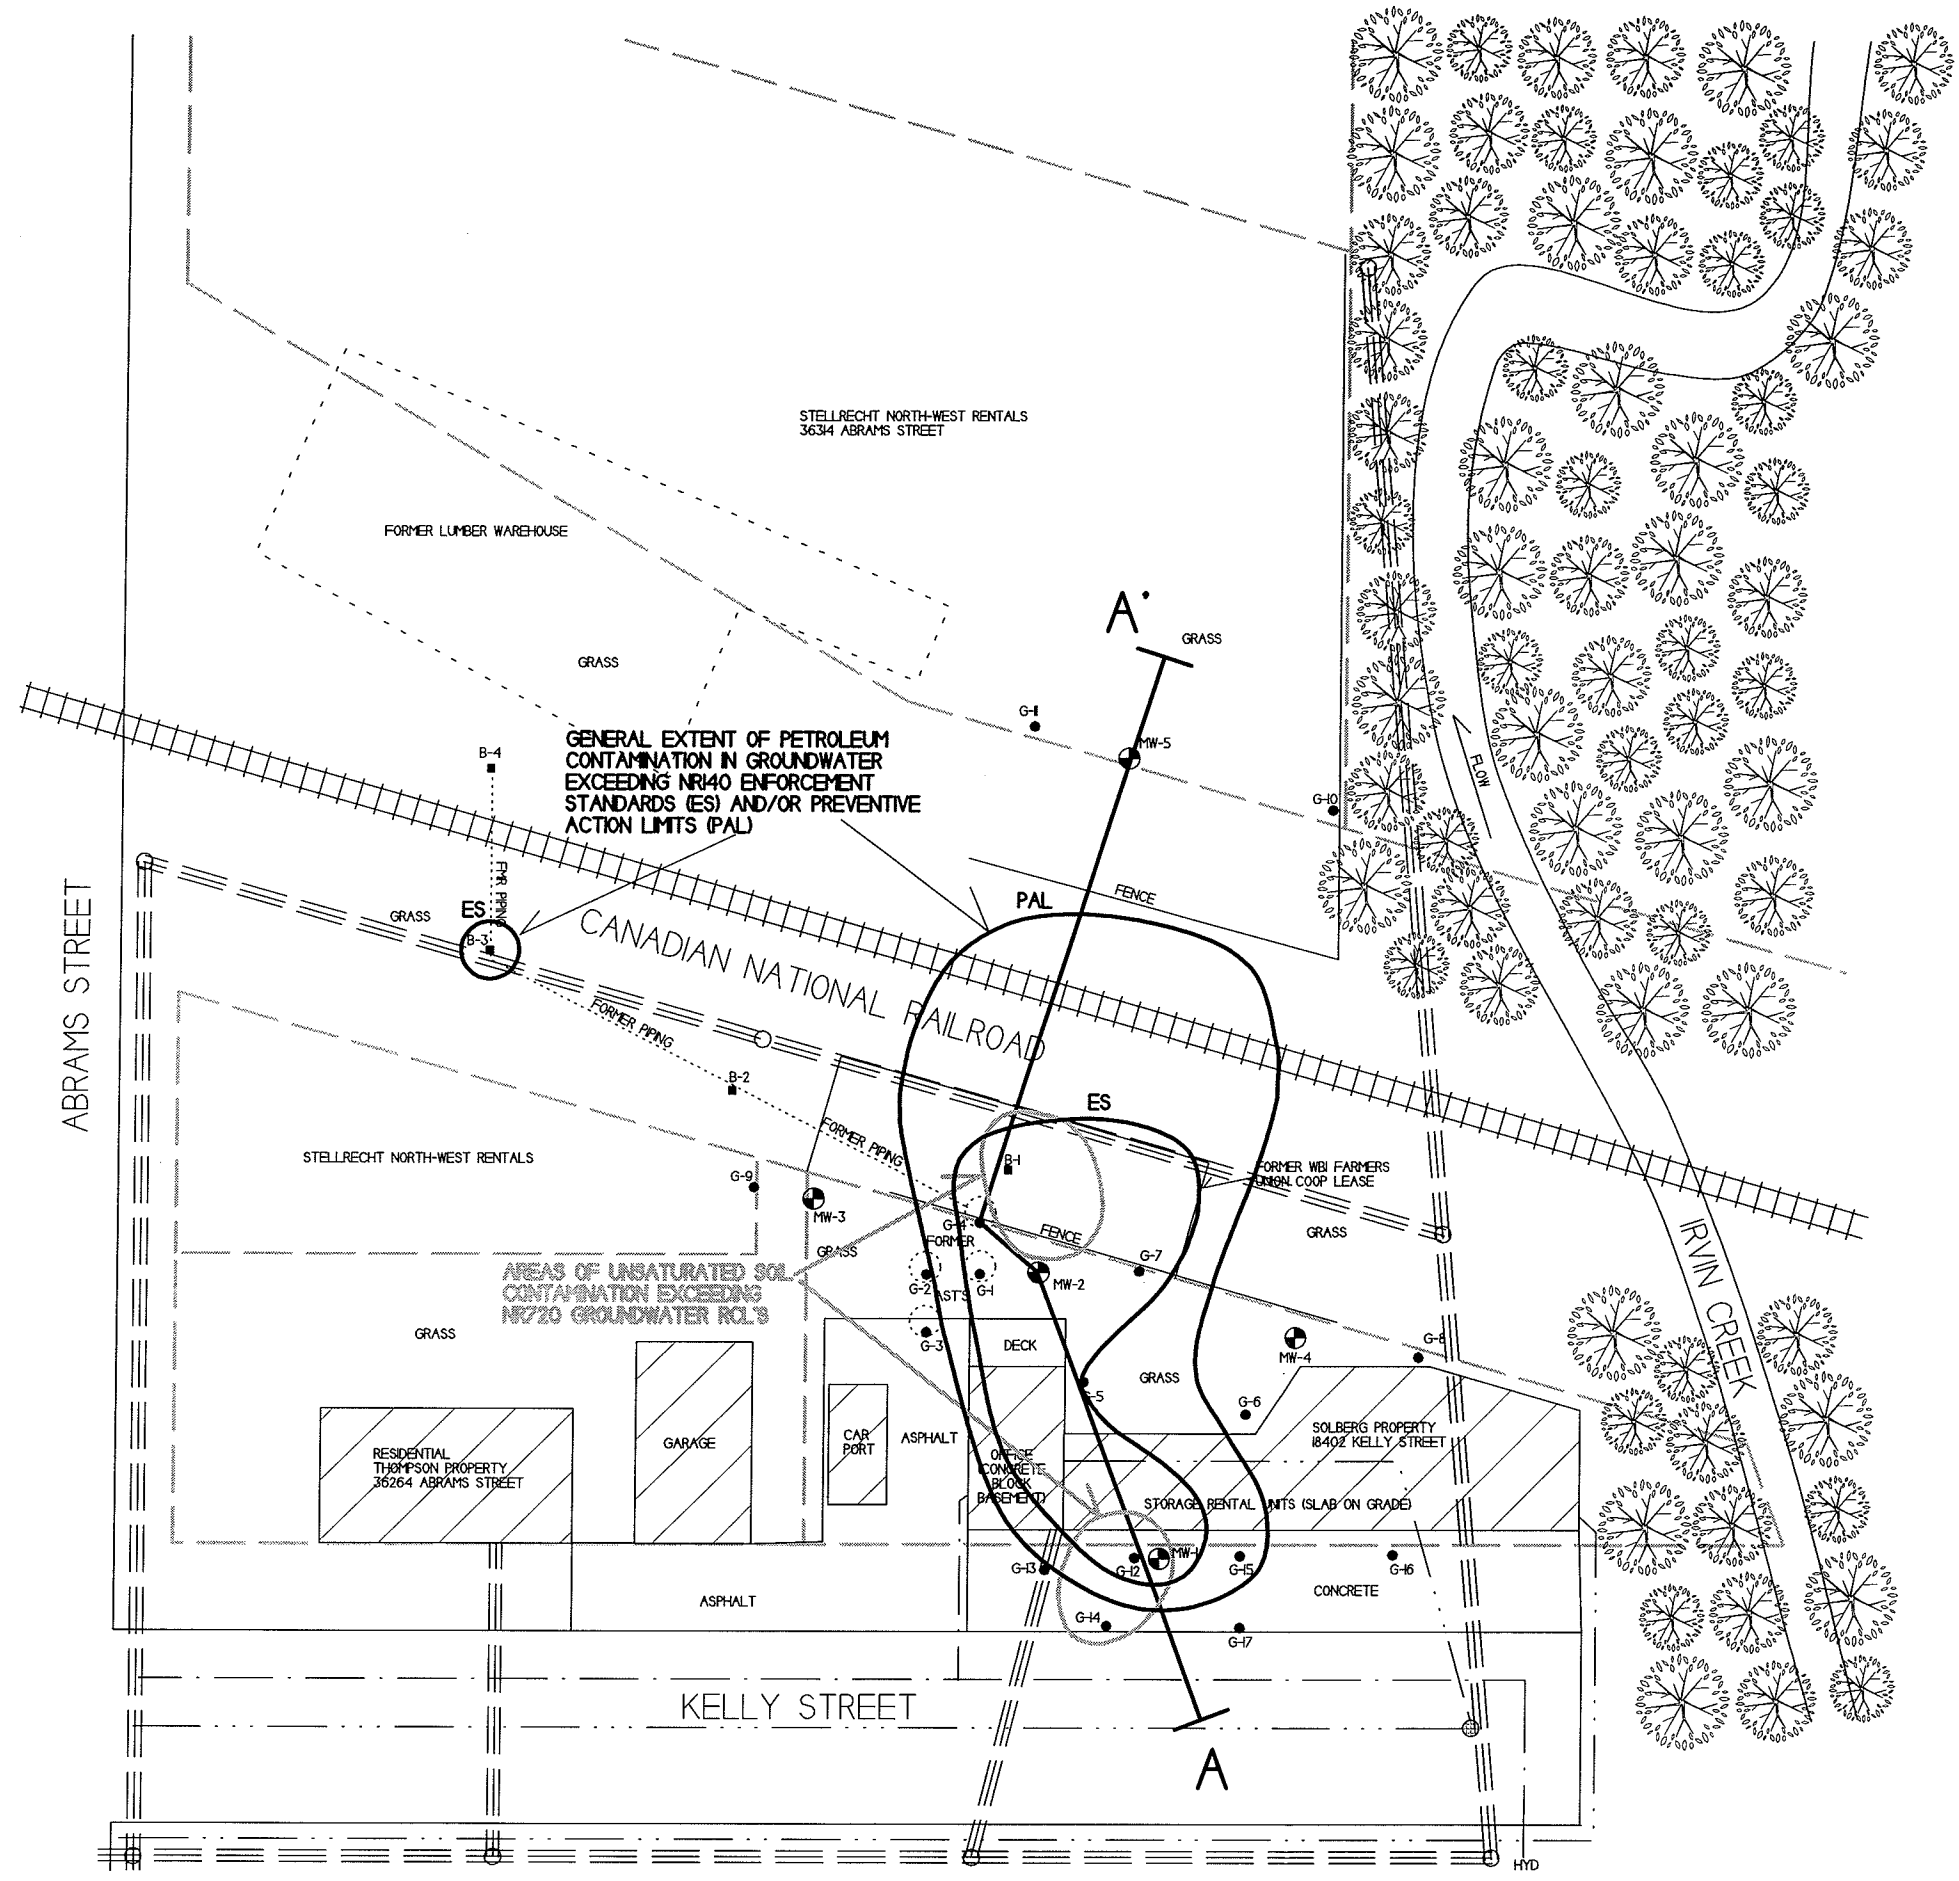 STELLRECHT NORTH-WEST RENTALS
36314 ABRAMS STREET
FORMER LUMBER WAREHOUSE
A'
GRASS
GRASS
G-11
MW-5
B-4
GENERAL EXTENT OF PETROLEUM
CONTAMINATION IN GROUNDWATER
EXCEEDING NR140 ENFORCEMENT
STANDARDS (ES) AND/OR PREVENTIVE
ACTION LIMITS (PAL)
FLOW
G-10
FMR PIPING
FENCE
PAL
ES
GRASS
B-3
CANADIAN NATIONAL RAILROAD
ABRAMS STREET
FORMER PIPING
B-2
ES
FORMER PIPING
STELLRECHT NORTH-WEST RENTALS
B-1
FORMER WBI FARMERS
UNION COOP LEASE
G-9
MW-3
G-4
FENCE
GRASS
GRASS
FORMER
AREAS OF UNSATURATED SOIL
CONTAMINATION EXCEEDING
NR720 GROUNDWATER RCL'S
G-2
AST'S
G-1
MW-2
G-7
IRVIN CREEK
GRASS
G-3
DECK
MW-4
G-8
GRASS
G-5
G-6
RESIDENTIAL
THOMPSON PROPERTY
36264 ABRAMS STREET
GARAGE
CAR
PORT
ASPHALT
OFFICE
(CONCRETE
BLOCK
BASEMENT)
SOLBERG PROPERTY
18402 KELLY STREET
STORAGE RENTAL UNITS (SLAB ON GRADE)
G-13
G-12
MW-1
G-15
G-16
ASPHALT
CONCRETE
G-14
G-17
KELLY STREET
A
HYD